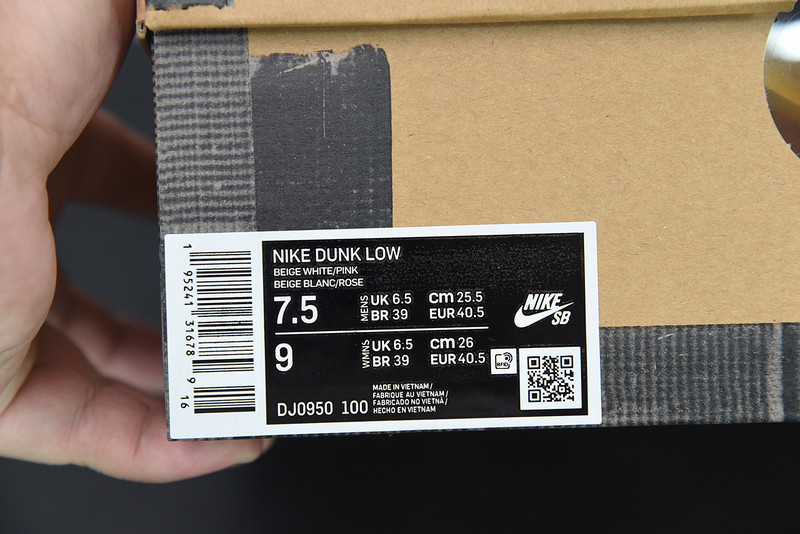 NIKE DUNK LOW
BEIGE WHITE/PINK
BEIGE BLANC/ROSE
7.5 MENS UK 6.5 cm 25.5
BR 39 EUR 40.5
9 WMNS UK 6.5 cm 26
BR 39 EUR 40.5
NIKE
SB
RFID
MADE IN VIETNAM /
FABRIQUE AU VIETNAM /
FABRICADO NO VIETNÃ /
HECHO EN VIETNAM
DJ0950 100
1 95241 31678 9 16